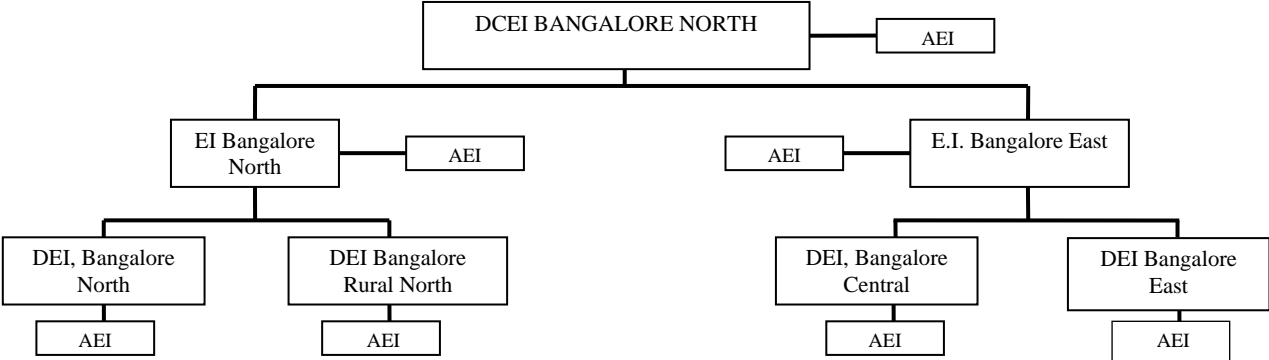 DCEI BANGALORE NORTH
AEI
EI Bangalore
North
AEI
AEI
E.I. Bangalore East
DEI, Bangalore
North
DEI Bangalore
Rural North
DEI, Bangalore
Central
DEI Bangalore
East
AEI
AEI
AEI
AEI